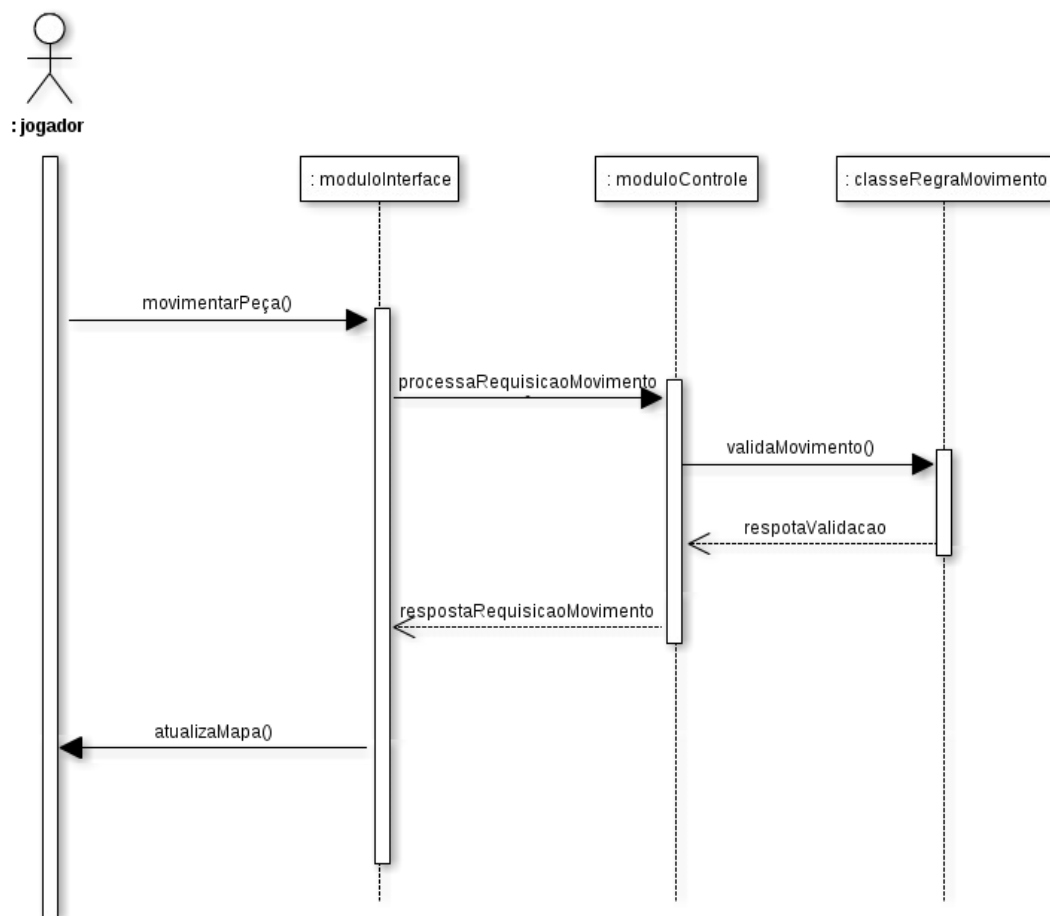 : jogador
: moduloInterface
: moduloControle
: classeRegraMovimento
movimentarPeça()
processaRequisicaoMovimento
validaMovimento()
respotaValidacao
respostaRequisicaoMovimento
atualizaMapa()